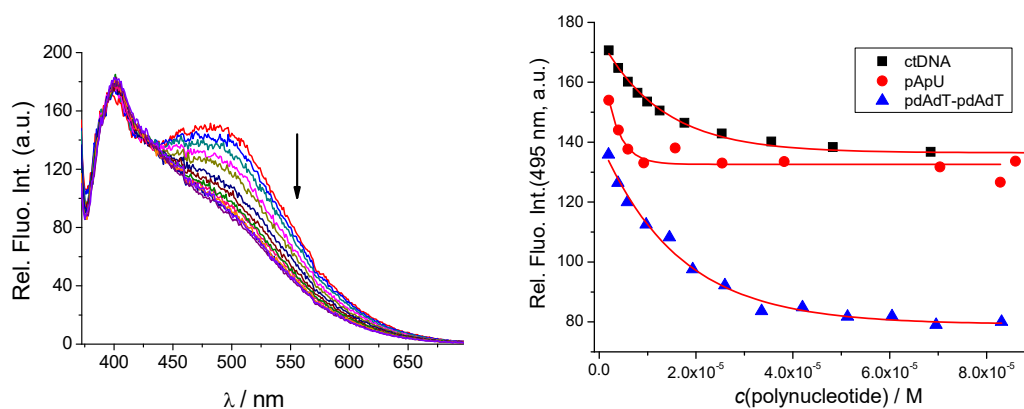 Rel. Fluo. Int. (a.u.)
200
160
120
80
40
0
400 450 500 550 600 650
λ / nm
Rel. Fluo. Int.(495 nm, a.u.)
180
160
140
120
100
80
ctDNA
pApU
pdAdT-pdAdT
0.0 2.0x10⁻⁵ 4.0x10⁻⁵ 6.0x10⁻⁵ 8.0x10⁻⁵
c(polynucleotide) / M